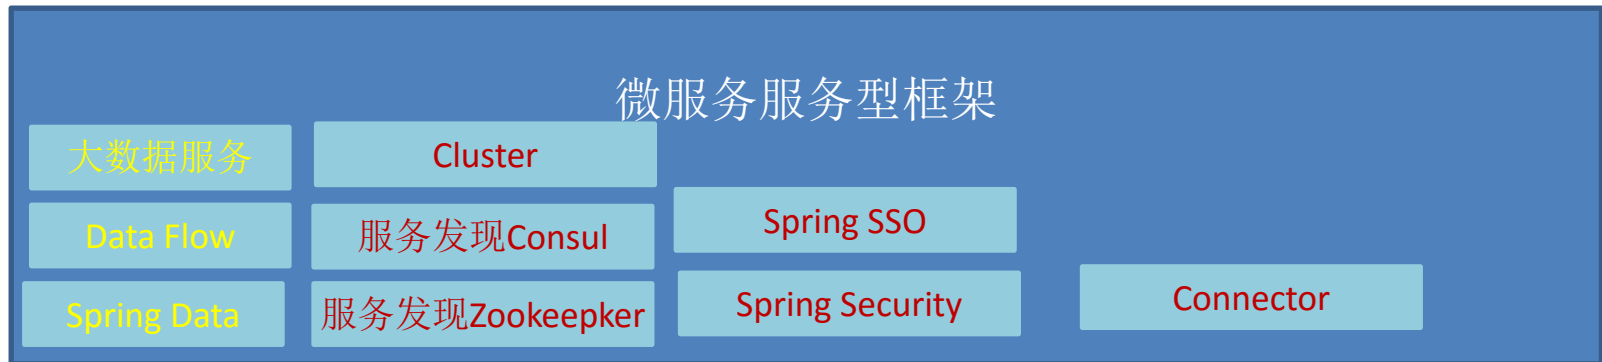 微服务服务型框架
大数据服务
Cluster
Data Flow
服务发现Consul
Spring SSO
Spring Data
服务发现Zookeepker
Spring Security
Connector